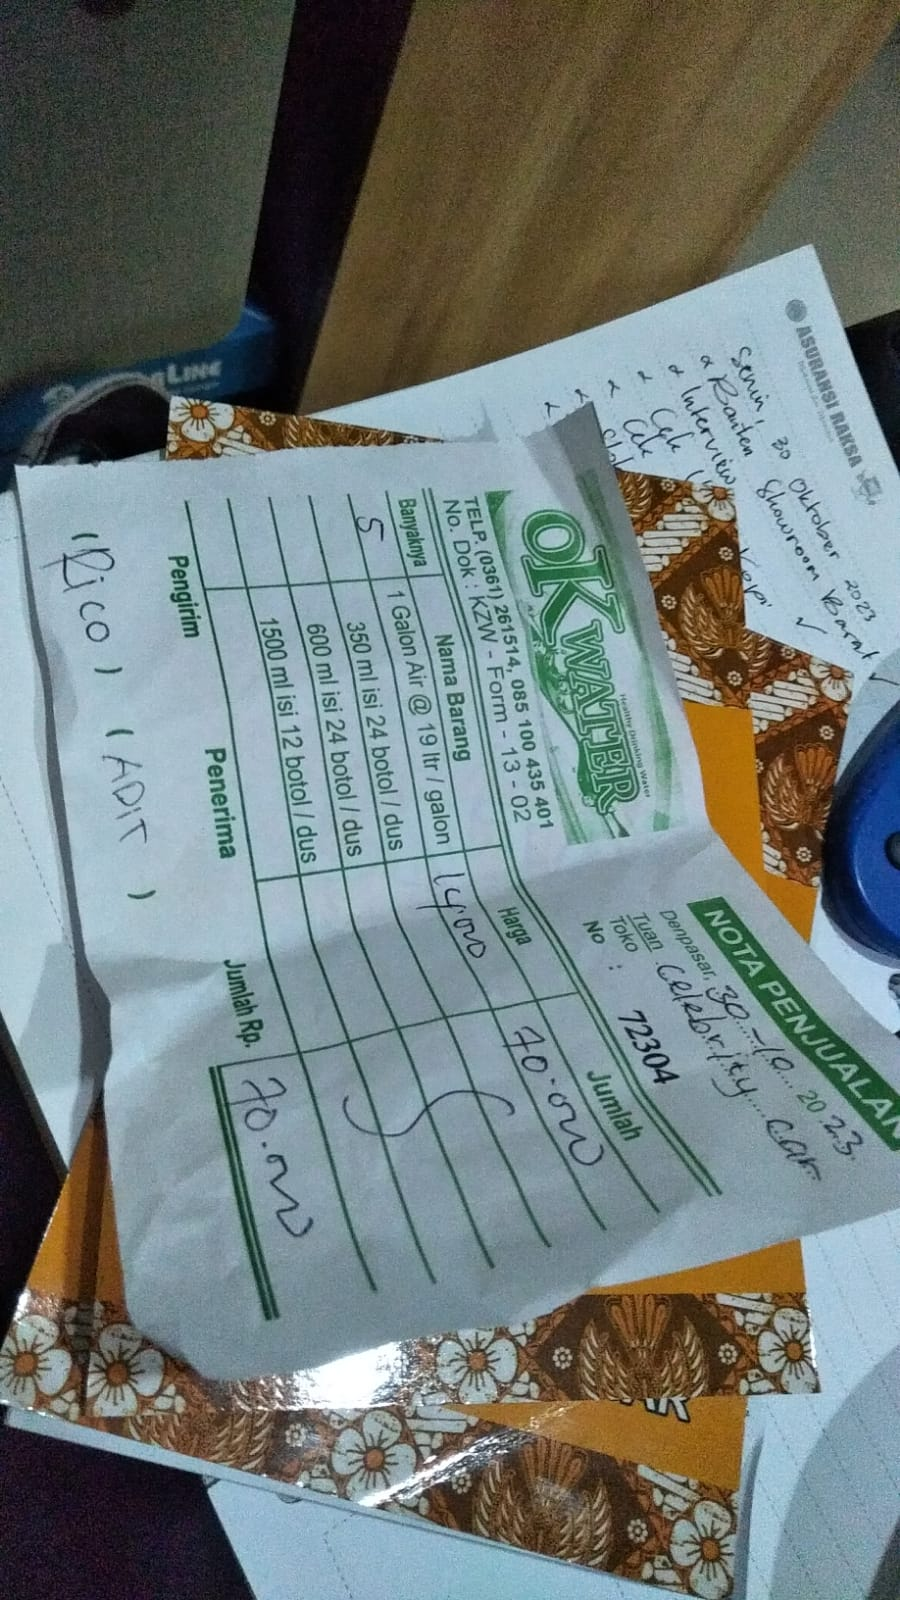 OK WATER
Healthy Drinking Water
TELP. (0361) 261514, 085 100 435 401
No. Dok : KZW - Form - 13 - 02
NOTA PENJUALAN
Denpasar, 30 - 10 2023
Tuan Celebrity Car
Toko
No : 72304
Banyaknya Nama Barang Harga Jumlah
5 1 Galon Air @ 19 ltr / galon 14000 70.000
350 ml isi 24 botol / dus
600 ml isi 24 botol / dus
1500 ml isi 12 botol / dus
Pengirim Penerima Jumlah Rp. 70.000
(Rico) (ADIT)
ASURANSI RAKSA
Senin, 30 Oktober 2023
Banten Showroom Barat
Interview
Cek
Cek
LINE